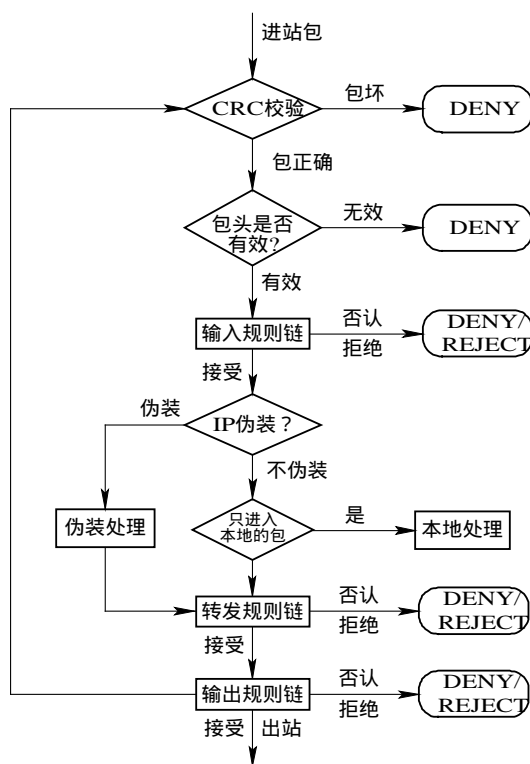 进站包
CRC校验
包坏
DENY
包正确
包头是否
有效?
无效
DENY
有效
输入规则链
否认
拒绝
DENY/
REJECT
接受
伪装
IP伪装？
不伪装
伪装处理
只进入
本地的包
是
本地处理
转发规则链
否认
拒绝
DENY/
REJECT
接受
输出规则链
否认
拒绝
DENY/
REJECT
接受
出站